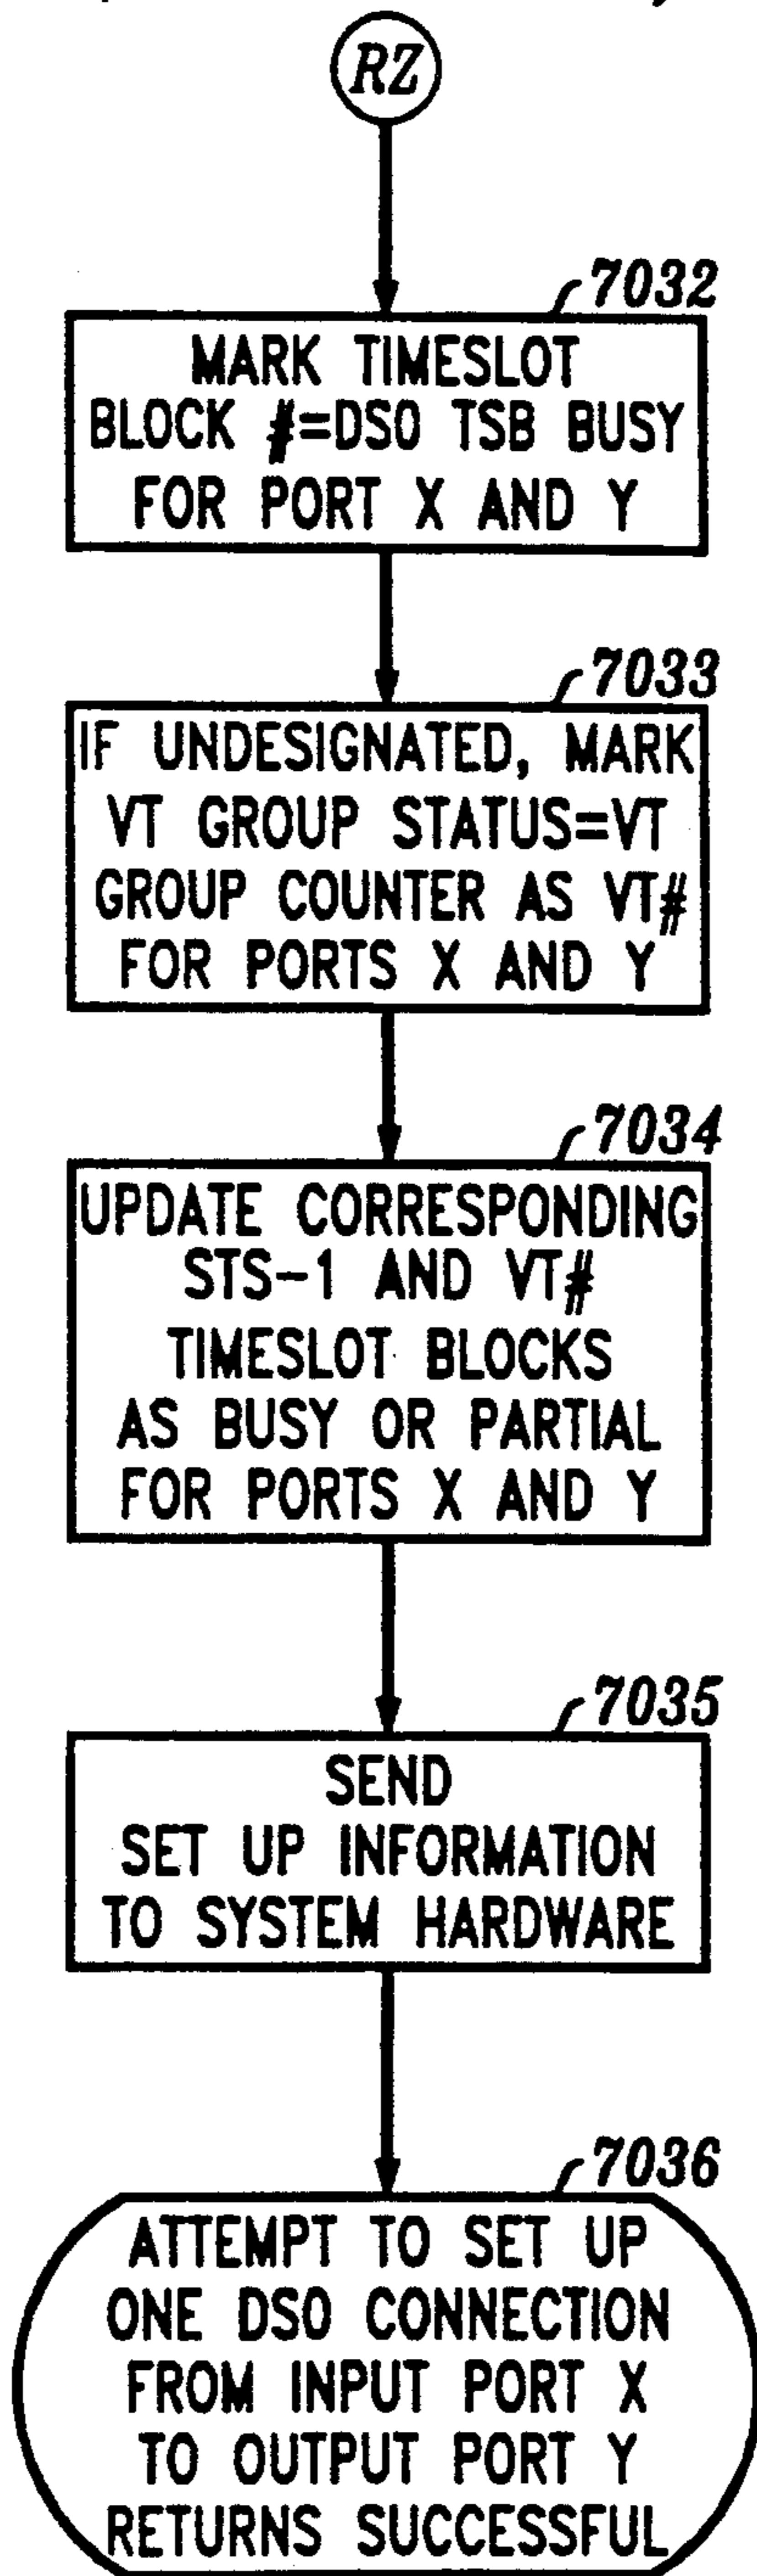 RZ
7032
MARK TIMESLOT
BLOCK #=DS0 TSB BUSY
FOR PORT X AND Y
7033
IF UNDESIGNATED, MARK
VT GROUP STATUS=VT
GROUP COUNTER AS VT#
FOR PORTS X AND Y
7034
UPDATE CORRESPONDING
STS-1 AND VT#
TIMESLOT BLOCKS
AS BUSY OR PARTIAL
FOR PORTS X AND Y
7035
SEND
SET UP INFORMATION
TO SYSTEM HARDWARE
7036
ATTEMPT TO SET UP
ONE DS0 CONNECTION
FROM INPUT PORT X
TO OUTPUT PORT Y
RETURNS SUCCESSFUL